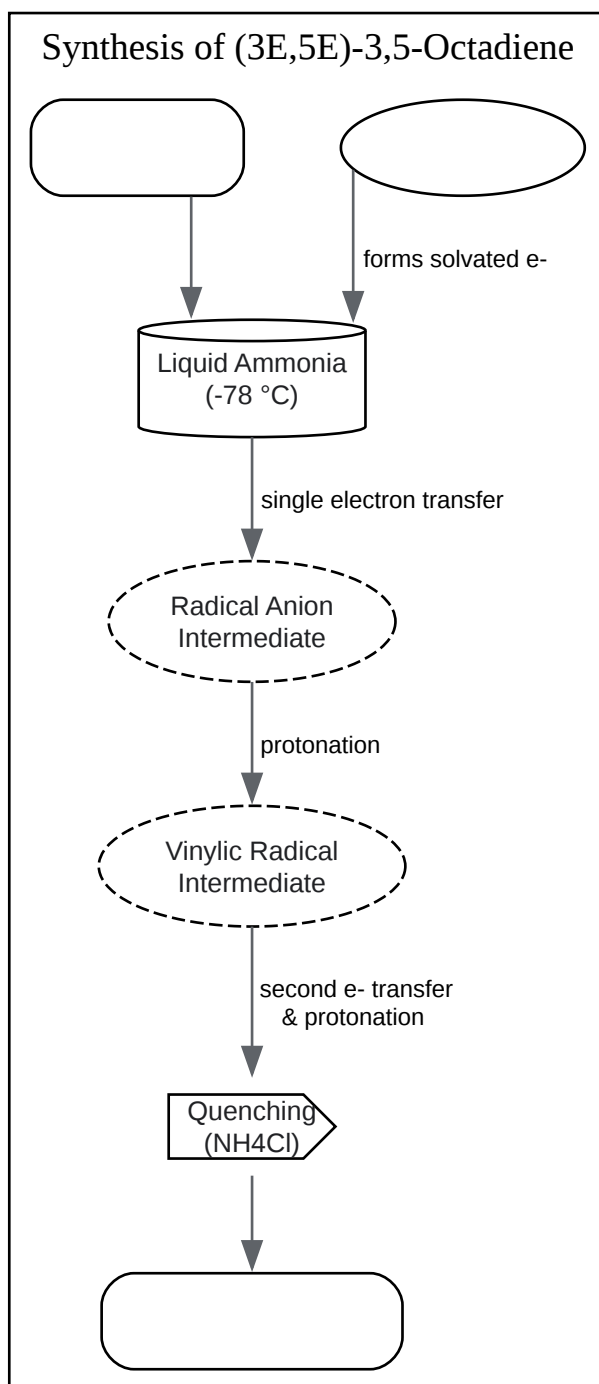 Synthesis of (3E,5E)-3,5-Octadiene
forms solvated e-
Liquid Ammonia
(-78 °C)
single electron transfer
Radical Anion
Intermediate
protonation
Vinylic Radical
Intermediate
second e- transfer
& protonation
Quenching
(NH4Cl)